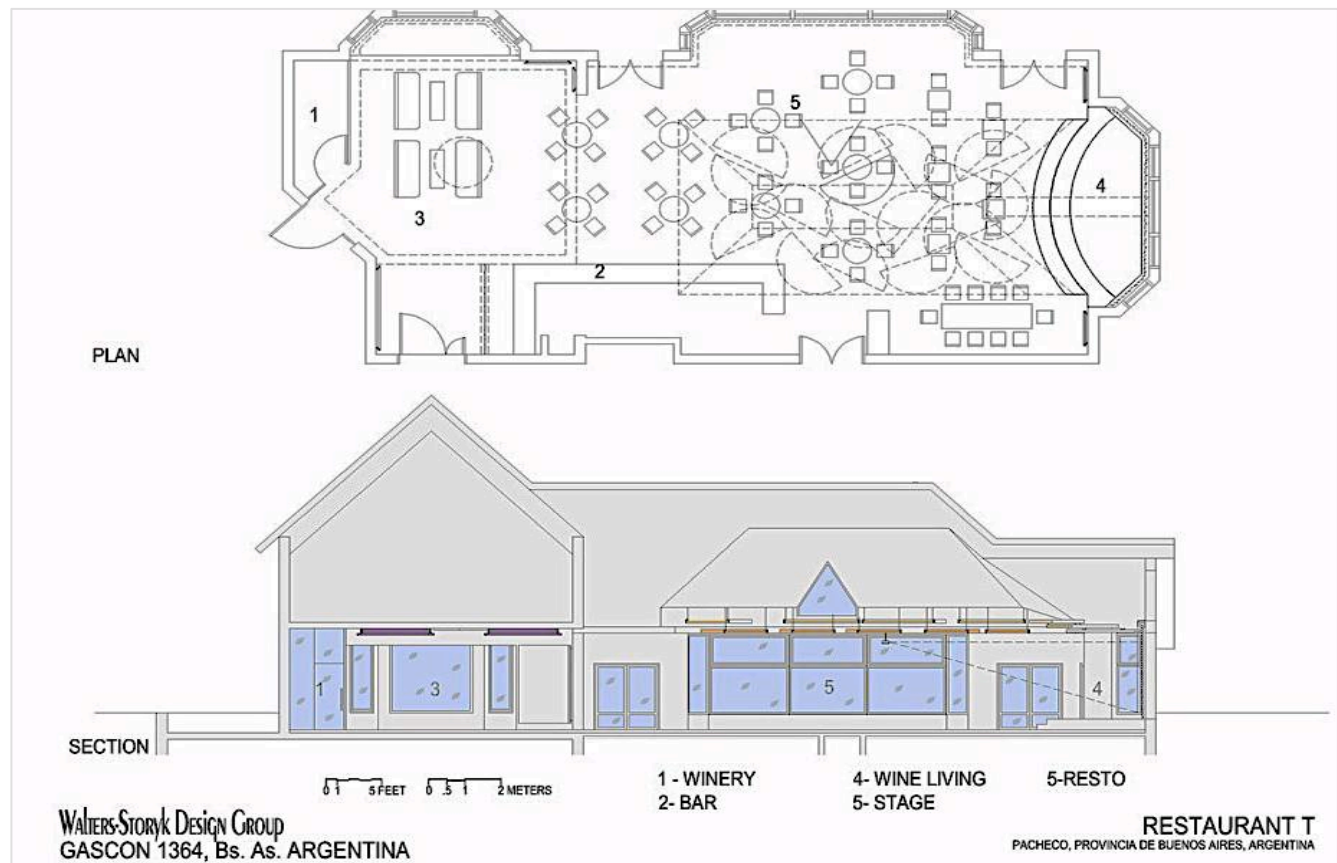 1
5
4
3
2
PLAN
1
3
5
4
SECTION
0 1 5 FEET 0 .5 1 2 METERS
1 - WINERY 4- WINE LIVING 5-RESTO
2- BAR 5- STAGE
WALTERS-STORYK DESIGN GROUP
GASCON 1364, Bs. As. ARGENTINA
RESTAURANT T
PACHECO, PROVINCIA DE BUENOS AIRES, ARGENTINA